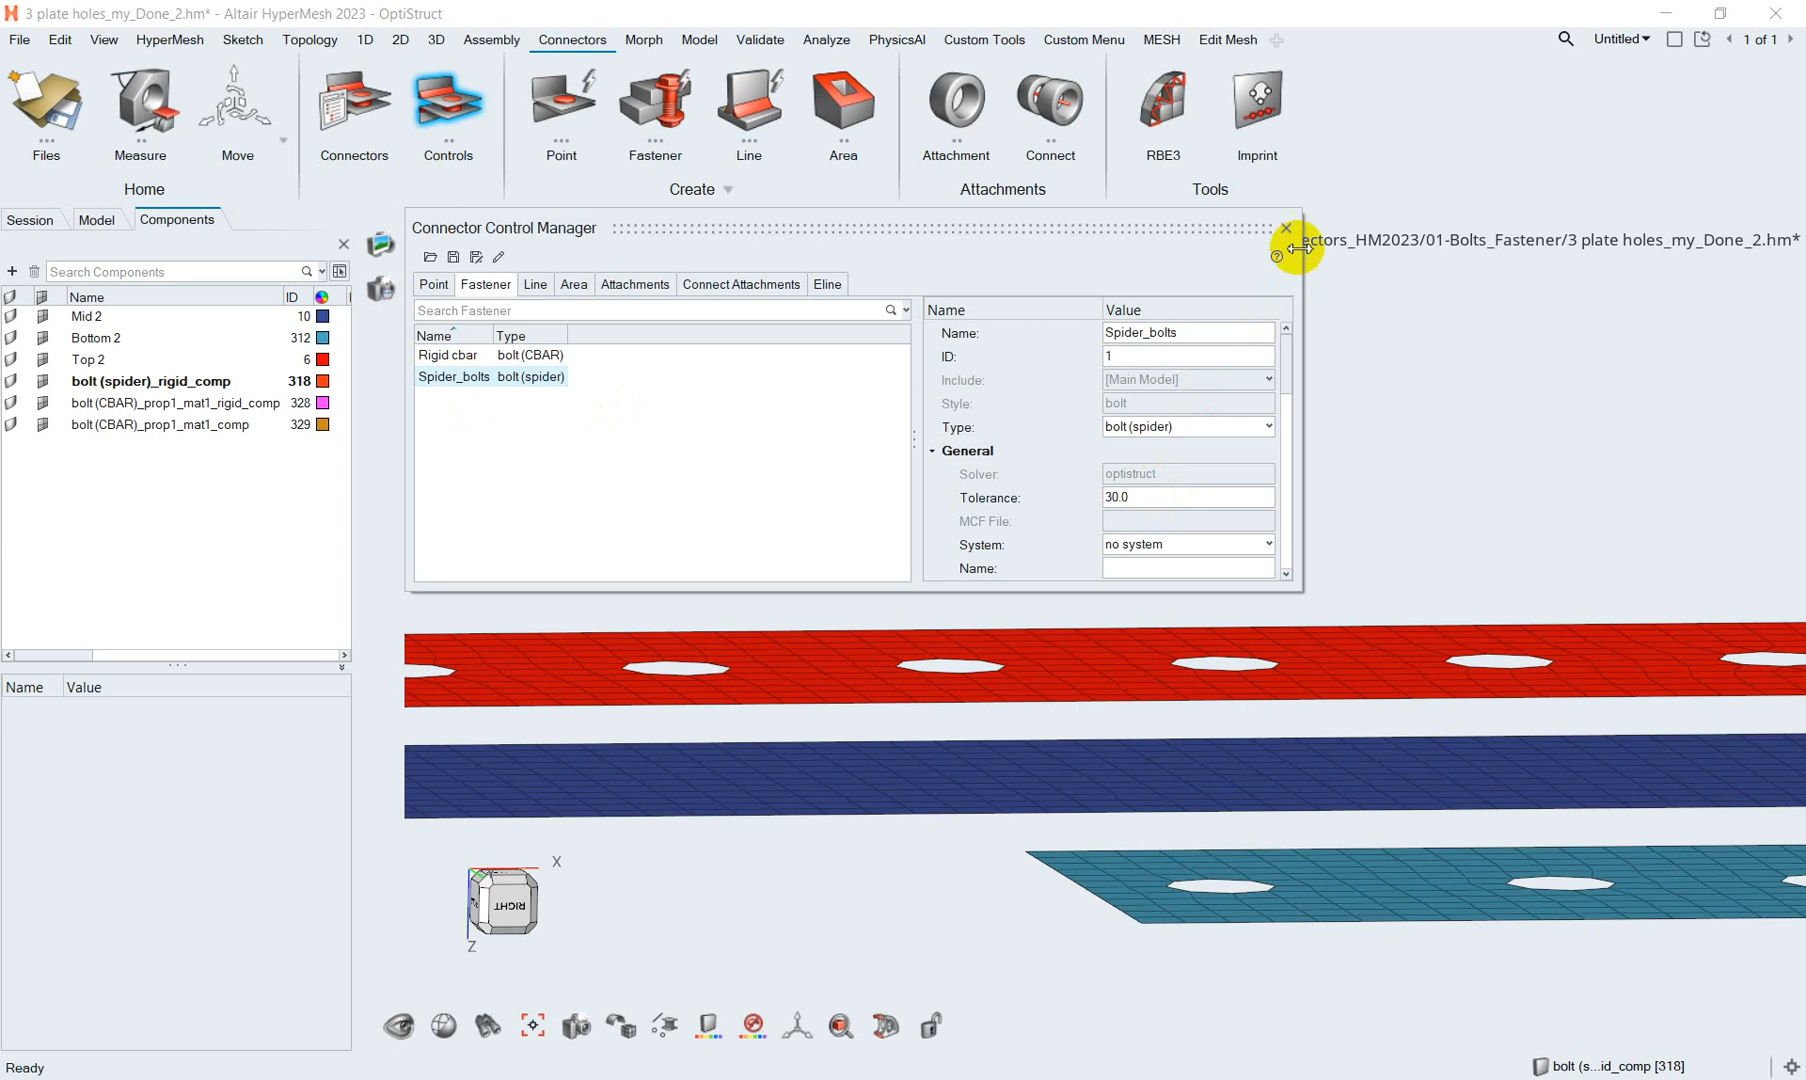 3 plate holes_my_Done_2.hm* - Altair HyperMesh 2023 - OptiStruct
File Edit View HyperMesh Sketch Topology 1D 2D 3D Assembly Connectors Morph Model Validate Analyze PhysicsAI Custom Tools Custom Menu MESH Edit Mesh Untitled 1 of 1
Files Measure Move Connectors Controls Point Fastener Line Area Attachment Connect RBE3 Imprint
Home Create Attachments Tools
Session Model Components
Search Components
Name ID
Mid 2 10
Bottom 2 312
Top 2 6
bolt (spider)_rigid_comp 318
bolt (CBAR)_prop1_mat1_rigid_comp 328
bolt (CBAR)_prop1_mat1_comp 329
Name Value
Connector Control Manager
Point Fastener Line Area Attachments Connect Attachments Eline
Search Fastener
Name Type
Rigid cbar bolt (CBAR)
Spider_bolts bolt (spider)
Name Value
Name: Spider_bolts
ID: 1
Include: [Main Model]
Style: bolt
Type: bolt (spider)
General
Solver: optistruct
Tolerance: 30.0
MCF File:
System: no system
Name:
ectors_HM2023/01-Bolts_Fastener/3 plate holes_my_Done_2.hm*
X
RIGHT
Z
Ready
bolt (s...id_comp [318]